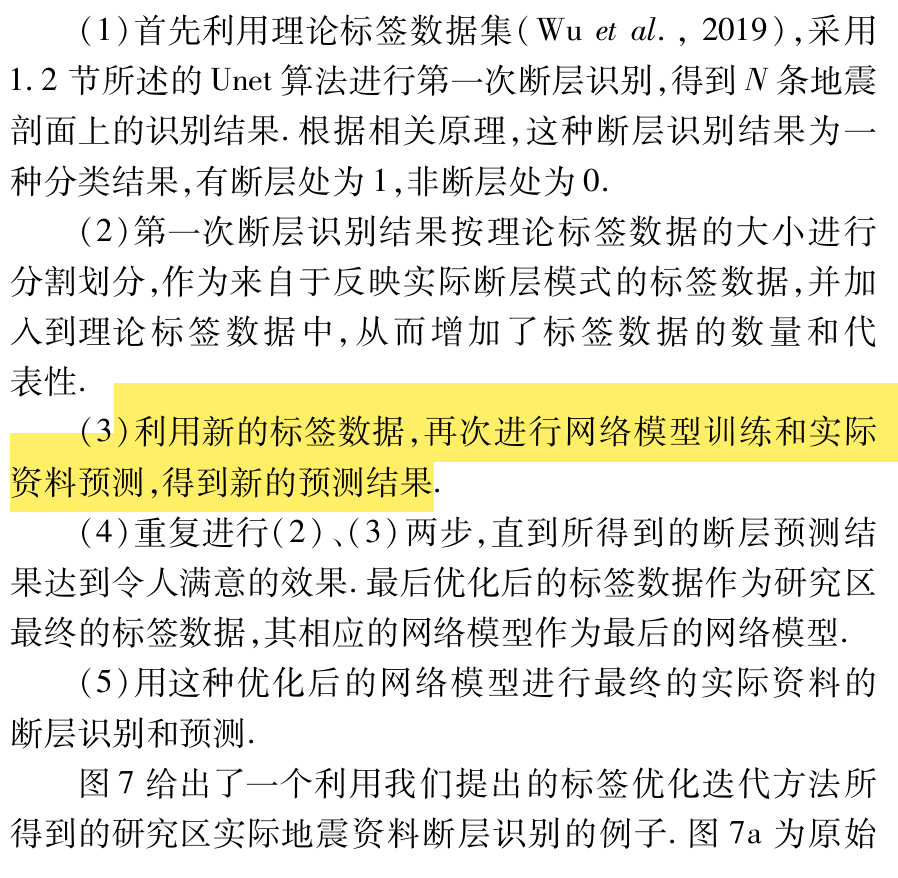 (1)首先利用理论标签数据集(Wu et al., 2019),采用
1.2 节所述的 Unet 算法进行第一次断层识别,得到 N 条地震
剖面上的识别结果.根据相关原理,这种断层识别结果为一
种分类结果,有断层处为 1,非断层处为 0.
(2)第一次断层识别结果按理论标签数据的大小进行
分割划分,作为来自于反映实际断层模式的标签数据,并加
入到理论标签数据中,从而增加了标签数据的数量和代
表性.
(3)利用新的标签数据,再次进行网络模型训练和实际
资料预测,得到新的预测结果.
(4)重复进行(2)、(3)两步,直到所得到的断层预测结
果达到令人满意的效果.最后优化后的标签数据作为研究区
最终的标签数据,其相应的网络模型作为最后的网络模型.
(5)用这种优化后的网络模型进行最终的实际资料的
断层识别和预测.
图 7 给出了一个利用我们提出的标签优化迭代方法所
得到的研究区实际地震资料断层识别的例子.图 7a 为原始